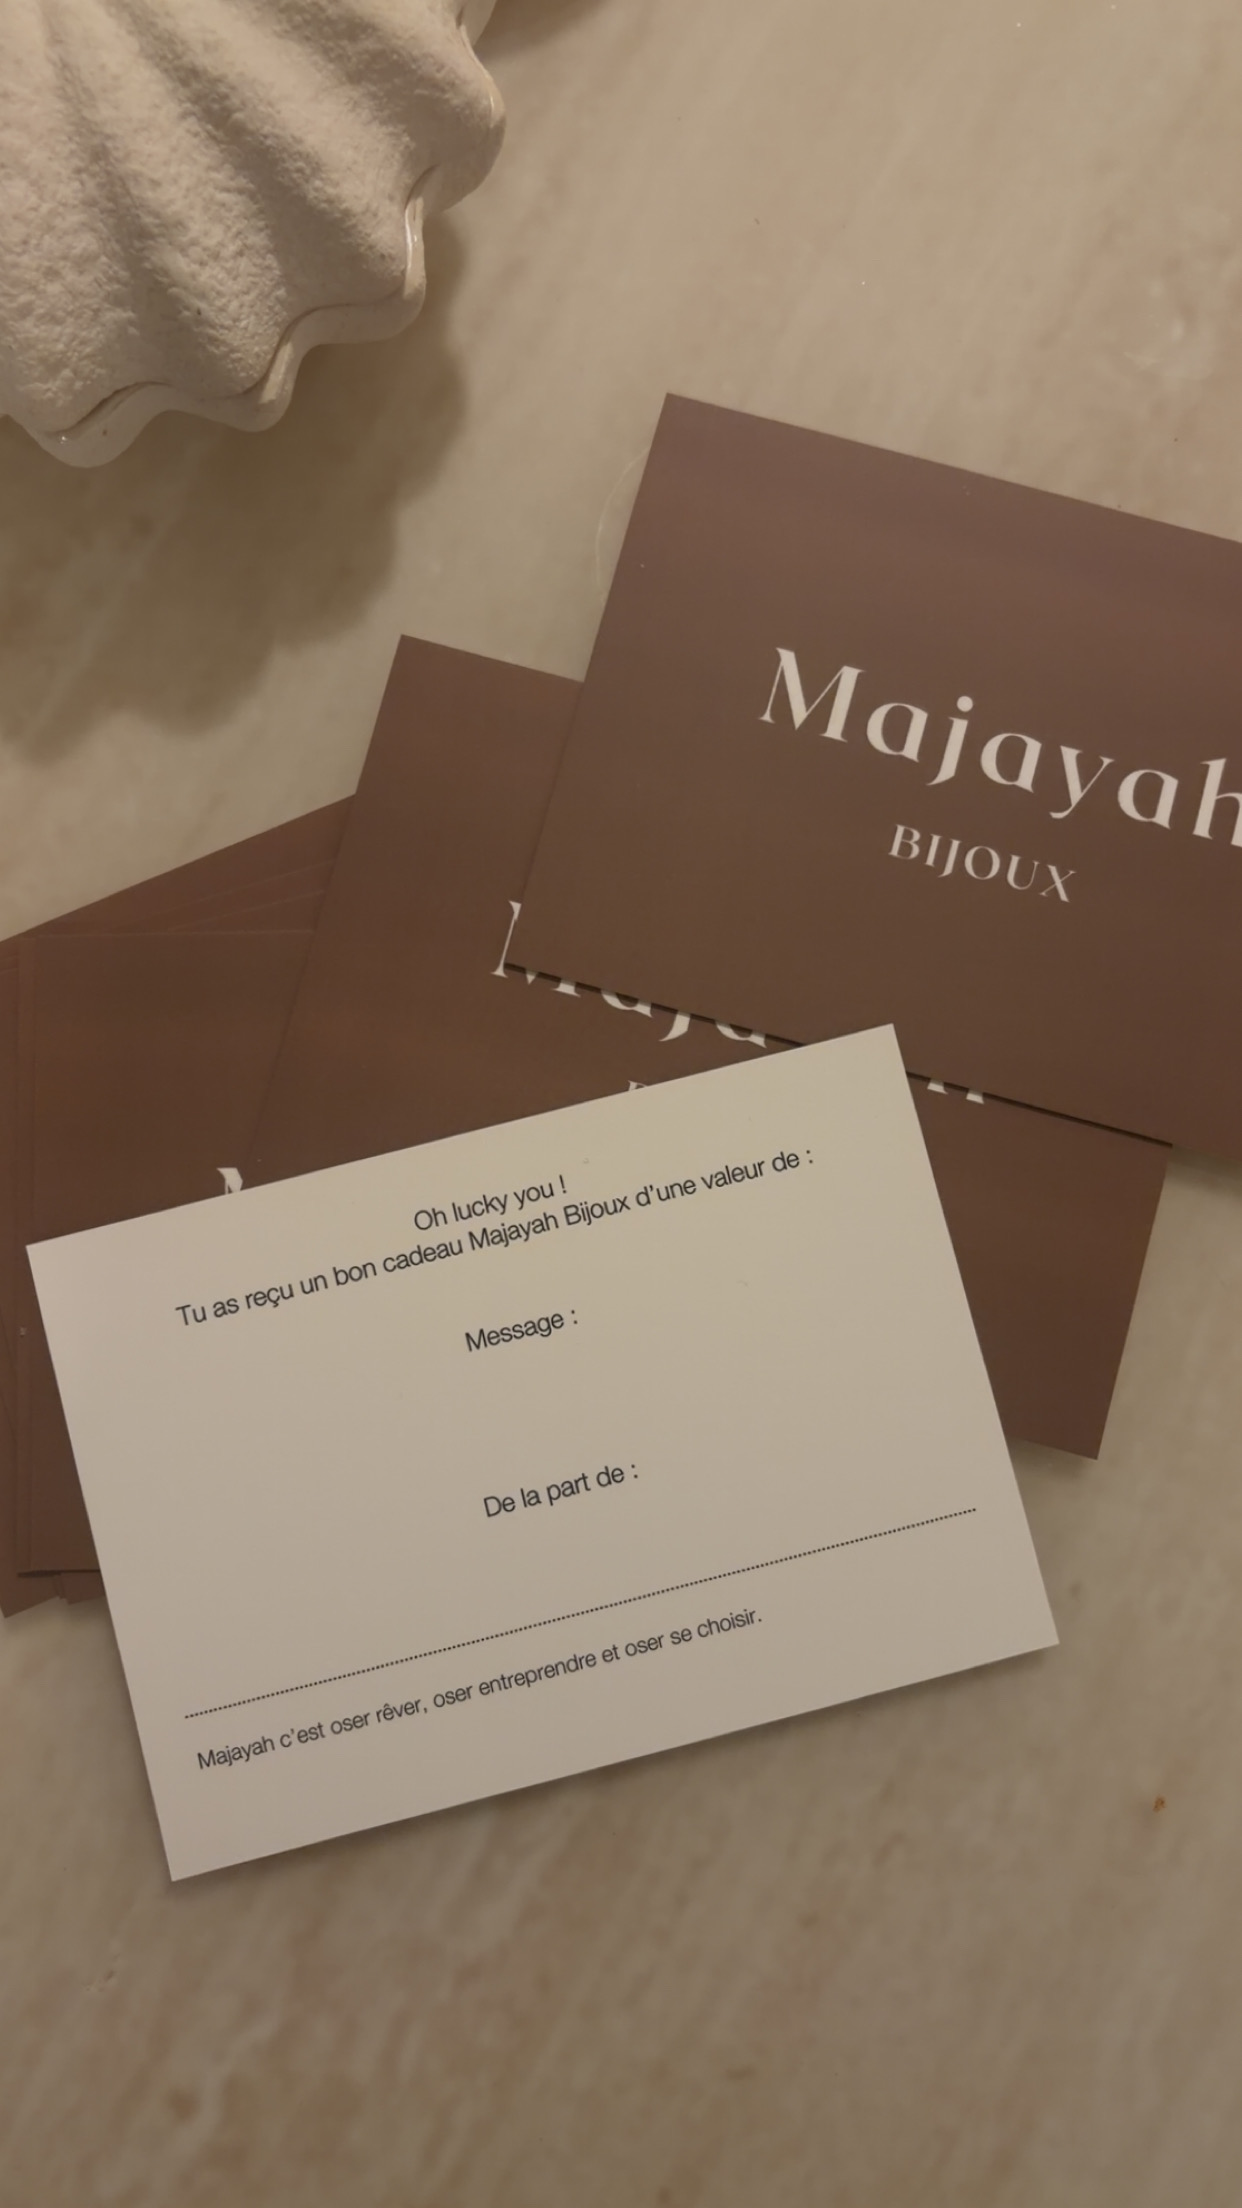 Majayah
BIJOUX
Oh lucky you !
Tu as reçu un bon cadeau Majayah Bijoux d'une valeur de :
Message :
De la part de :
Majayah c'est oser rêver, oser entreprendre et oser se choisir.